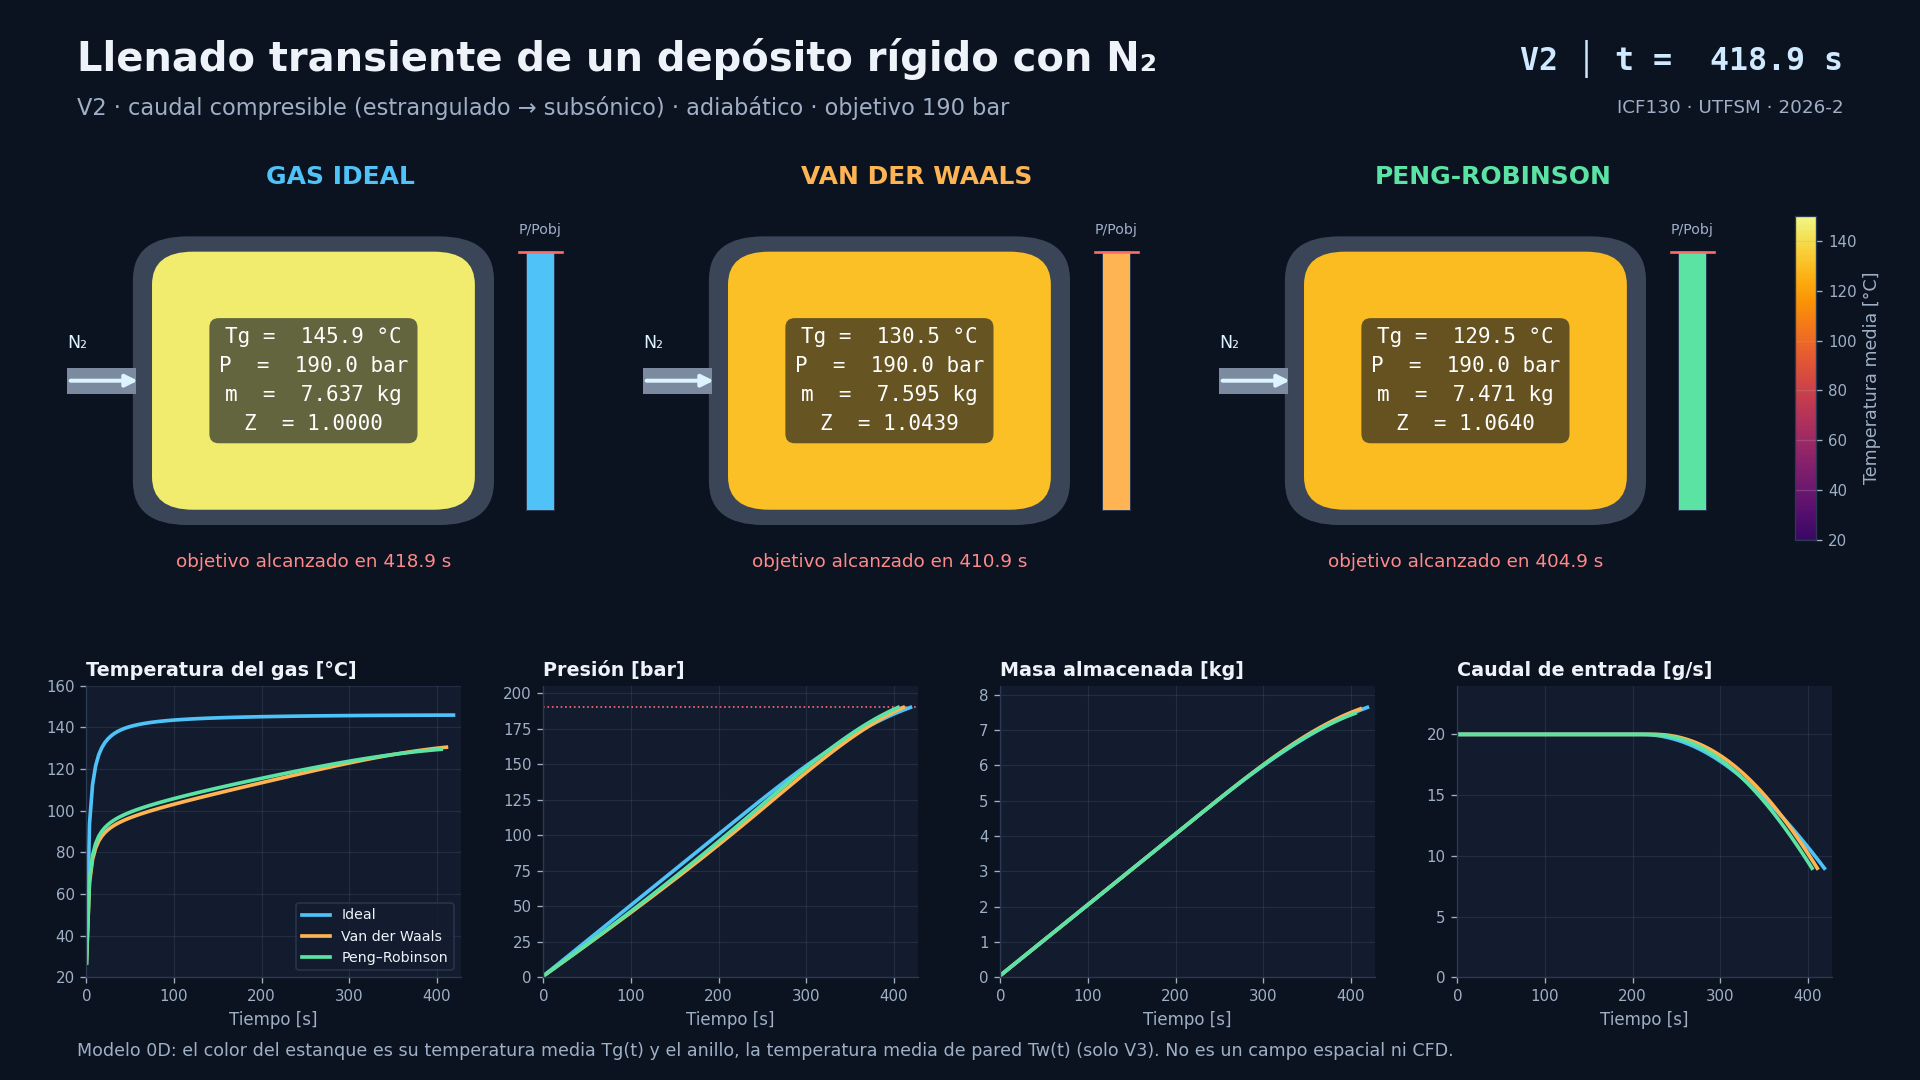 Llenado transiente de un depósito rígido con N₂
V2 │ t =  418.9 s
V2 · caudal compresible (estrangulado → subsónico) · adiabático · objetivo 190 bar
ICF130 · UTFSM · 2026-2
GAS IDEAL
P/Pobj
N₂
Tg =  145.9 °C
P  =  190.0 bar
m  =  7.637 kg
Z  = 1.0000
objetivo alcanzado en 418.9 s
VAN DER WAALS
P/Pobj
N₂
Tg =  130.5 °C
P  =  190.0 bar
m  =  7.595 kg
Z  = 1.0439
objetivo alcanzado en 410.9 s
PENG-ROBINSON
P/Pobj
N₂
Tg =  129.5 °C
P  =  190.0 bar
m  =  7.471 kg
Z  = 1.0640
objetivo alcanzado en 404.9 s
140
120
100
80
60
40
20
Temperatura media [°C]
Temperatura del gas [°C]
160
140
120
100
80
60
40
20
0 100 200 300 400
Tiempo [s]
Ideal
Van der Waals
Peng–Robinson
Presión [bar]
200
175
150
125
100
75
50
25
0
0 100 200 300 400
Tiempo [s]
Masa almacenada [kg]
8
7
6
5
4
3
2
1
0
0 100 200 300 400
Tiempo [s]
Caudal de entrada [g/s]
20
15
10
5
0
0 100 200 300 400
Tiempo [s]
Modelo 0D: el color del estanque es su temperatura media Tg(t) y el anillo, la temperatura media de pared Tw(t) (solo V3). No es un campo espacial ni CFD.